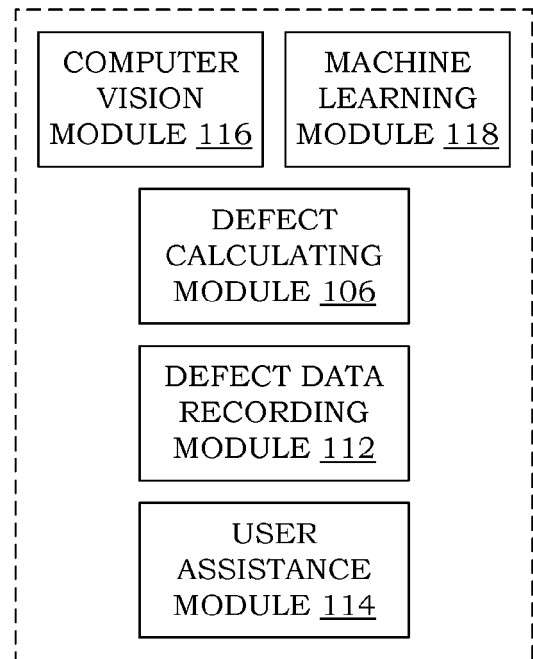 COMPUTER
VISION
MODULE 116
MACHINE
LEARNING
MODULE 118
DEFECT
CALCULATING
MODULE 106
DEFECT DATA
RECORDING
MODULE 112
USER
ASSISTANCE
MODULE 114